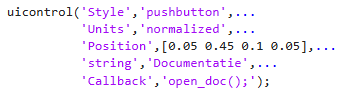 uicontrol('Style','pushbutton',...
'Units','normalized',...
'Position',[0.05 0.45 0.1 0.05],...
'string','Documentatie',...
'Callback','open_doc();');